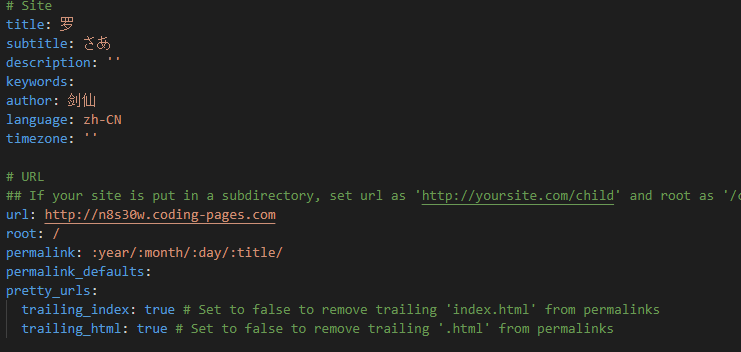 # Site
title: 罗
subtitle: さあ
description: ''
keywords:
author: 剑仙
language: zh-CN
timezone: ''
# URL
## If your site is put in a subdirectory, set url as 'http://yoursite.com/child' and root as '/c
url: http://n8s30w.coding-pages.com
root: /
permalink: :year/:month/:day/:title/
permalink_defaults:
pretty_urls:
trailing_index: true # Set to false to remove trailing 'index.html' from permalinks
trailing_html: true # Set to false to remove trailing '.html' from permalinks